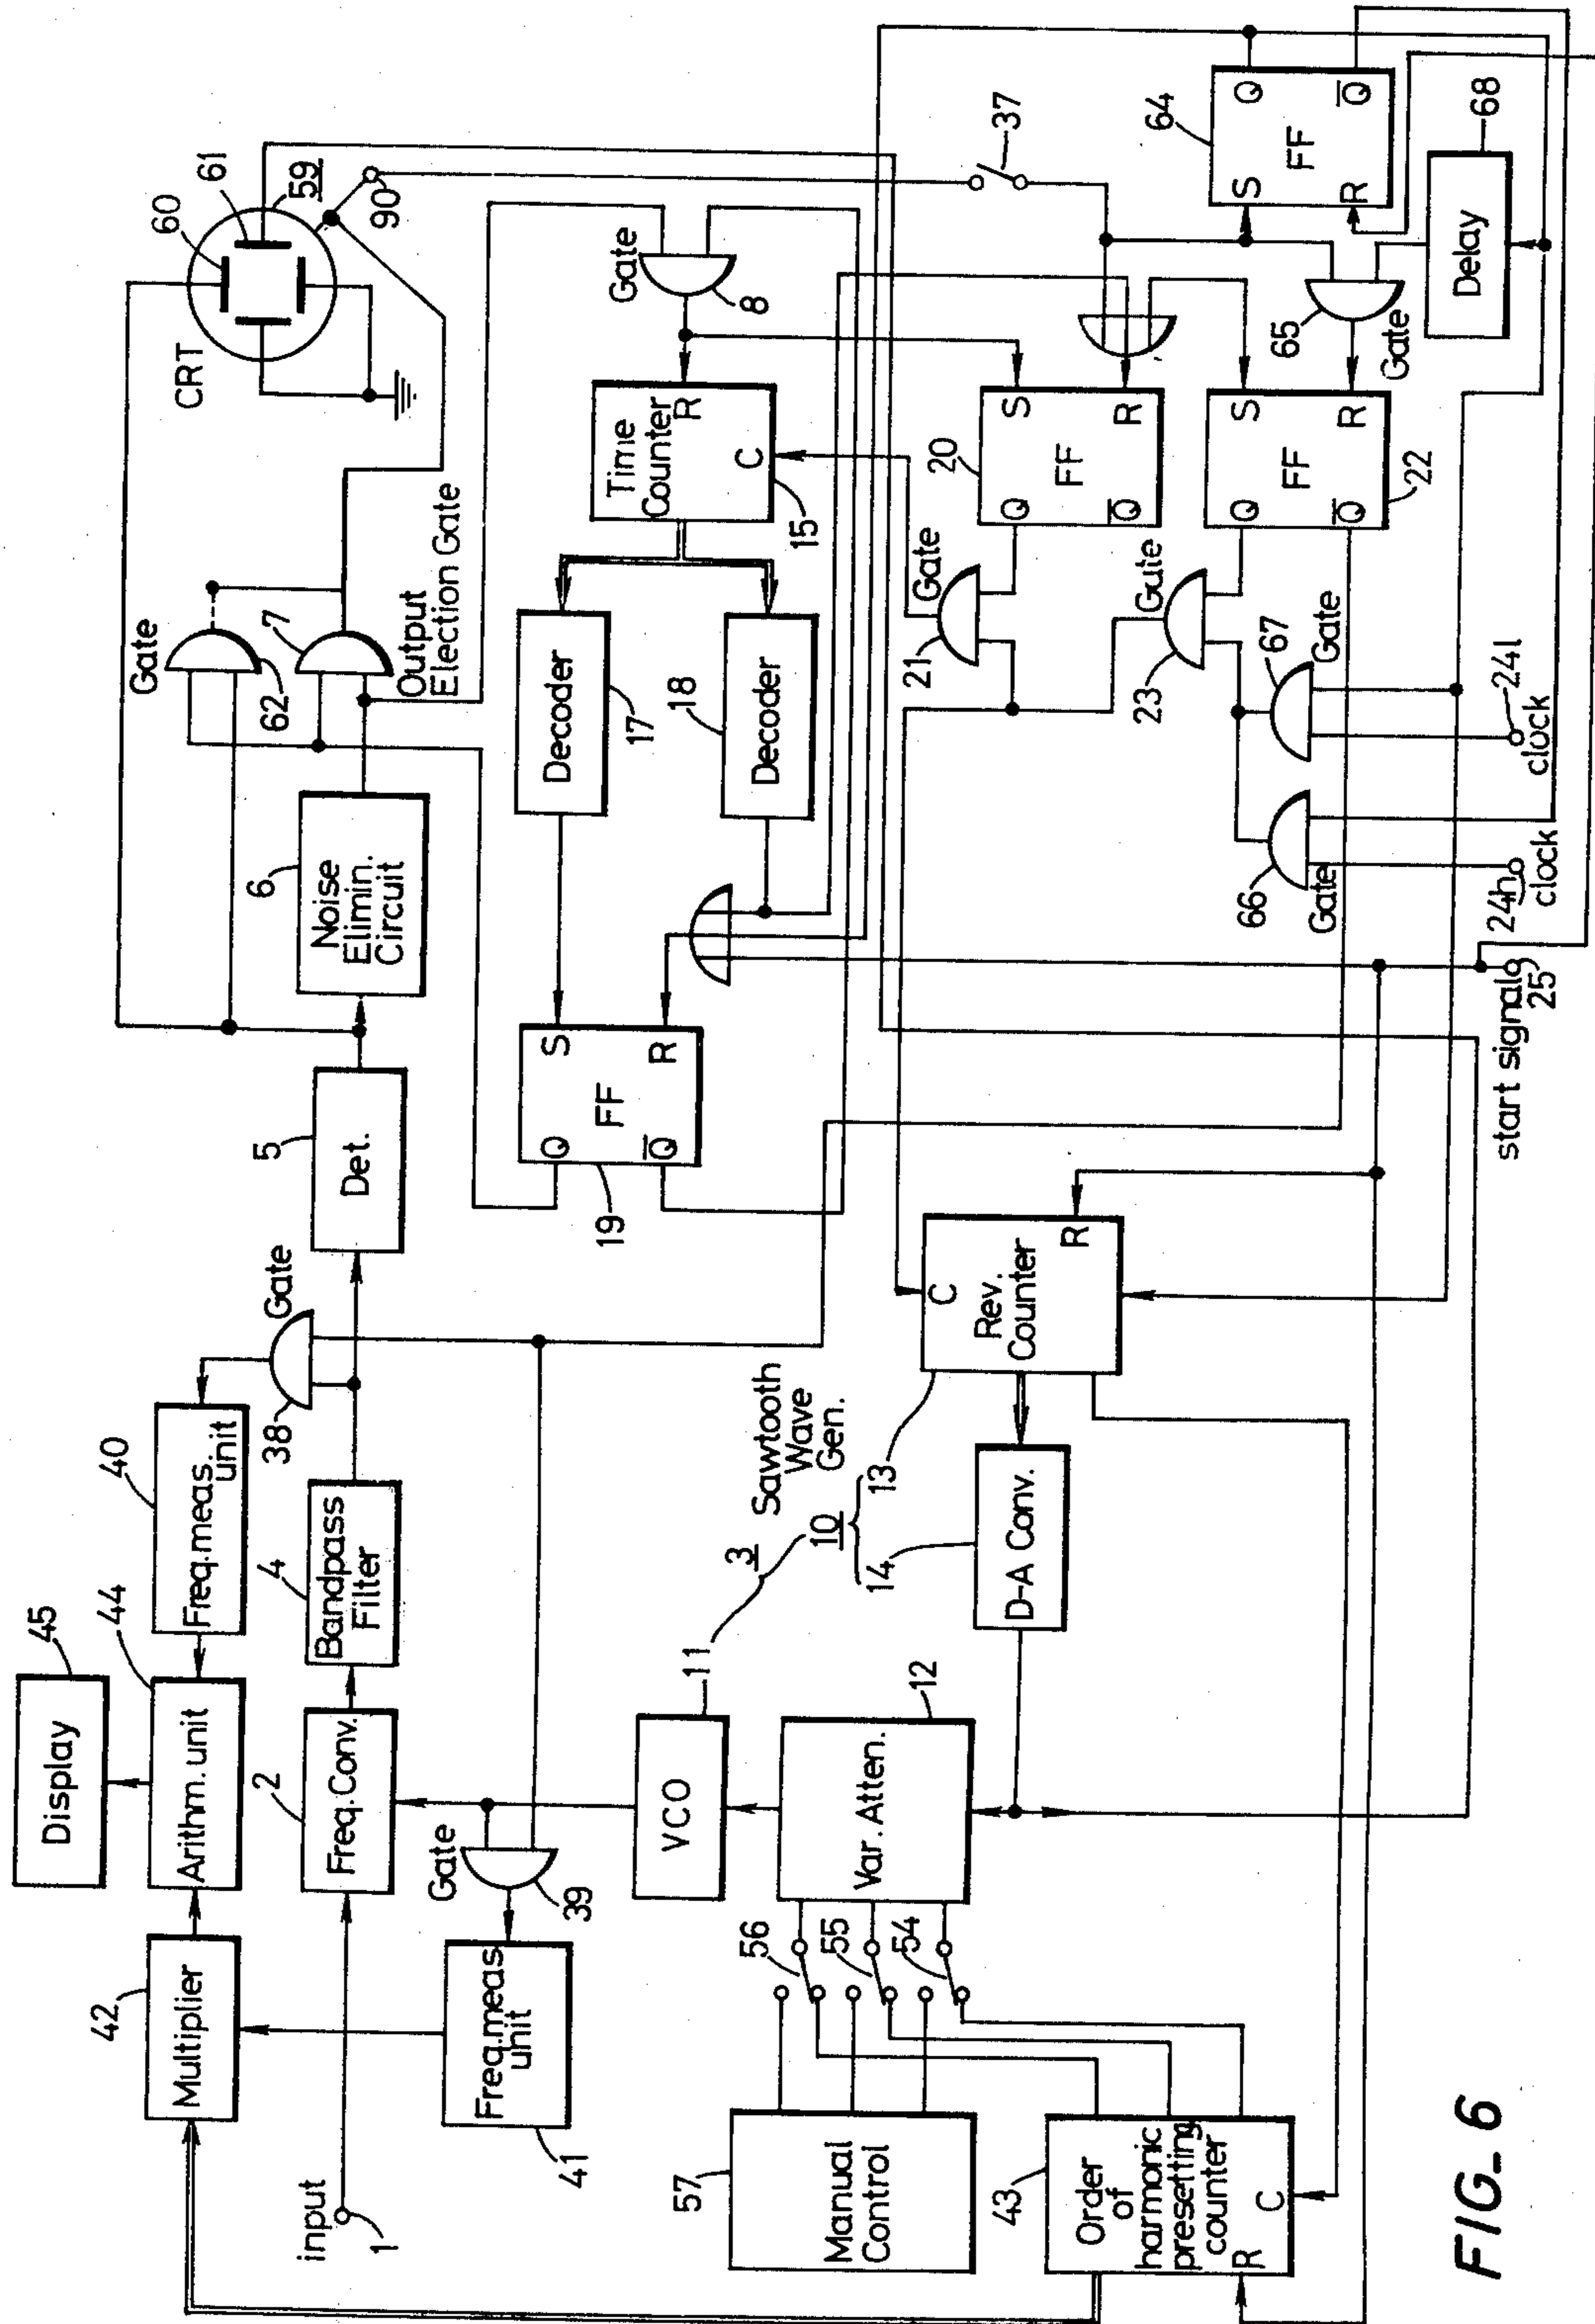 45
Display
44
Arithm. unit
40
Freq.meas.
unit
42
Multiplier
input
1
2
Freq. Conv.
4
Bandpass
Filter
38
Gate
5
Det.
6
Noise
Elimin.
Circuit
Gate
62
7
Output
Election Gate
CRT
60
61
59
90
41
Freq.meas
unit
Gate
39
11
VCO
3
10
Sawtooth
Wave
Gen.
13
14
19
S
R
FF
Q
Q̅
17
Decoder
18
Decoder
Time
Counter
R
C
15
Gate
8
37
57
Manual
Control
56
55
54
12
Var. Atten.
D-A Conv.
C
Rev.
Counter
R
21
Gate
20
S
R
FF
Q
Q̅
23
Gate
22
S
R
FF
Q
Q̅
65
Gate
64
S
R
FF
Q
Q̅
68
Delay
43
Order
of
harmonic
presetting
counter
R
C
66
Gate
67
Gate
24h
clock
24l
clock
start signal
25
FIG_ 6